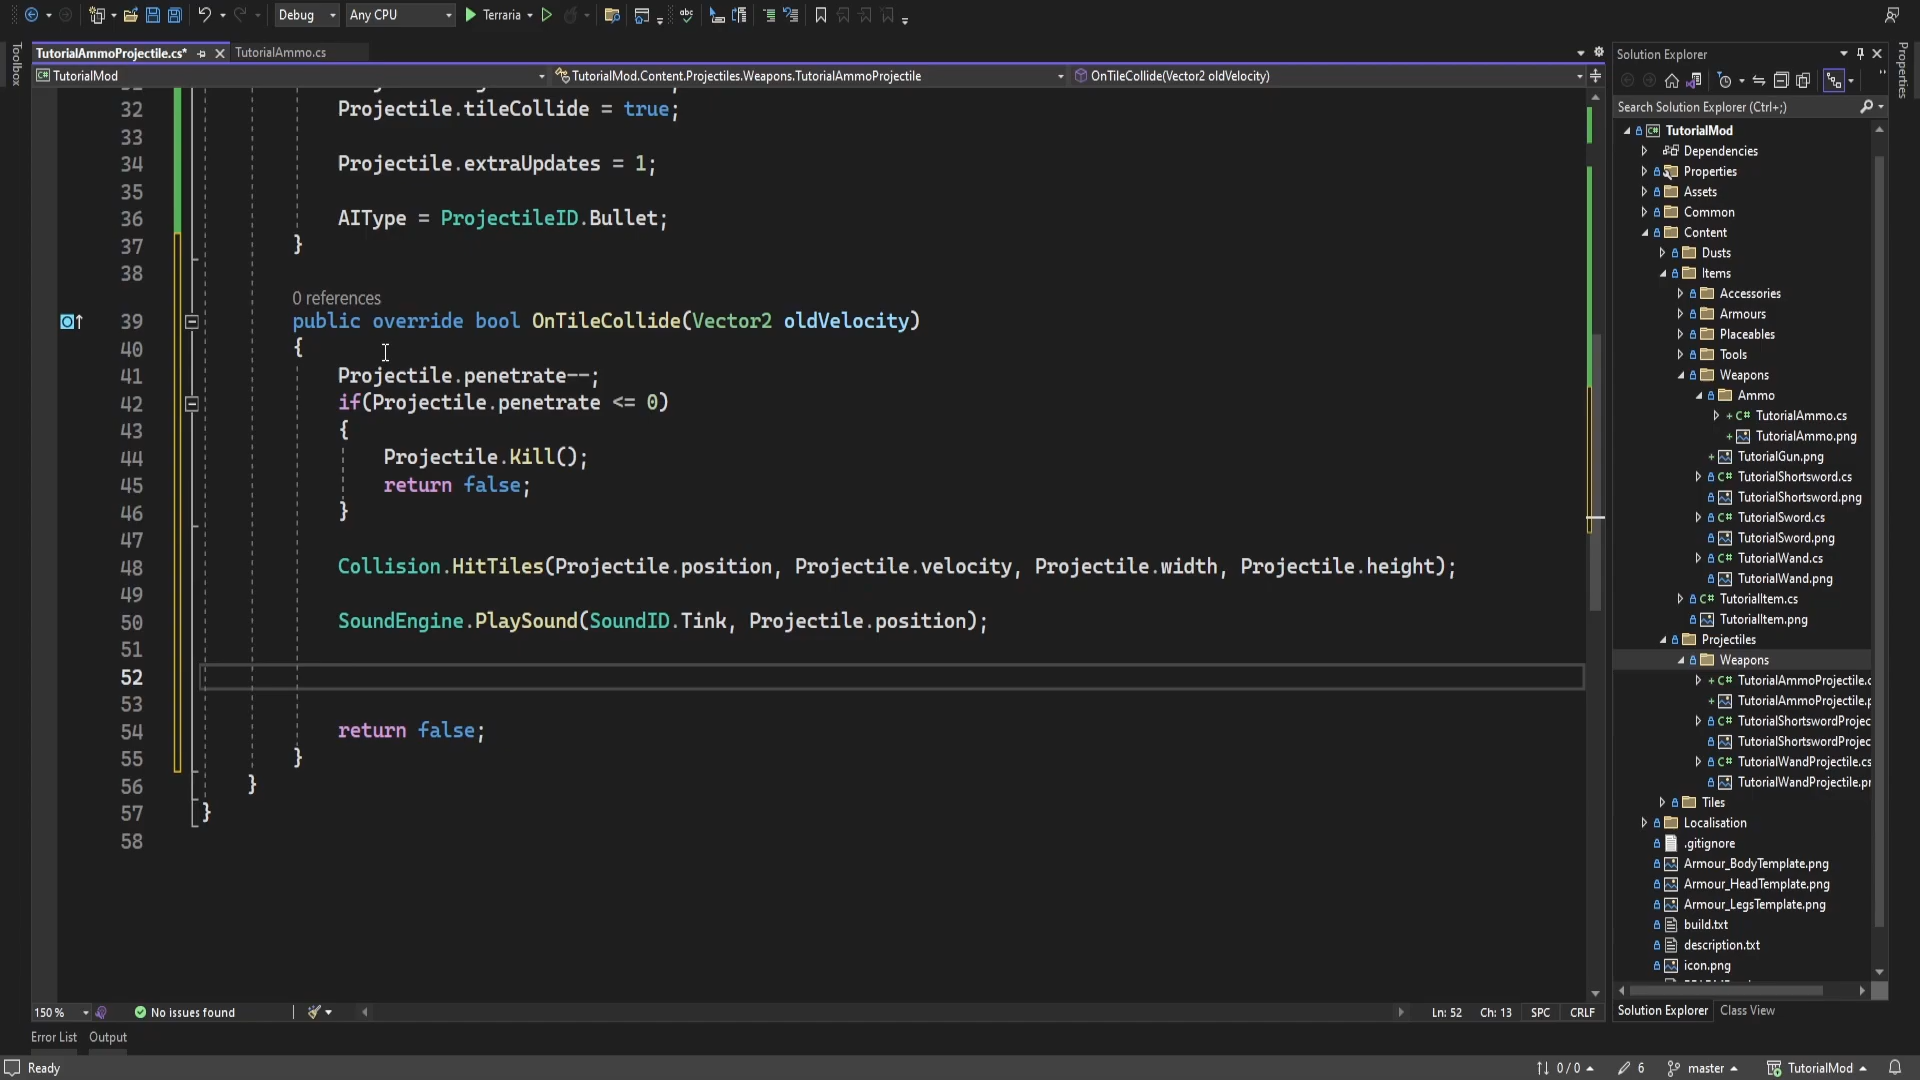 Debug
Any CPU
Terraria
TutorialAmmoProjectile.cs*
TutorialAmmo.cs
TutorialMod
TutorialMod.Content.Projectiles.Weapons.TutorialAmmoProjectile
OnTileCollide(Vector2 oldVelocity)
Toolbox
32 Projectile.tileCollide = true;
33
34 Projectile.extraUpdates = 1;
35
36 AIType = ProjectileID.Bullet;
37 }
38
0 references
39 public override bool OnTileCollide(Vector2 oldVelocity)
40 {
41 Projectile.penetrate--;
42 if(Projectile.penetrate <= 0)
43 {
44 Projectile.Kill();
45 return false;
46 }
47
48 Collision.HitTiles(Projectile.position, Projectile.velocity, Projectile.width, Projectile.height);
49
50 SoundEngine.PlaySound(SoundID.Tink, Projectile.position);
51
52
53
54 return false;
55 }
56 }
57 }
58
150 %
No issues found
Ln: 52 Ch: 13 SPC CRLF
Error List Output
Ready
0 / 0
6
master
TutorialMod
Solution Explorer
Search Solution Explorer (Ctrl+;)
TutorialMod
Dependencies
Properties
Assets
Common
Content
Dusts
Items
Accessories
Armours
Placeables
Tools
Weapons
Ammo
TutorialAmmo.cs
TutorialAmmo.png
TutorialGun.png
TutorialShortsword.cs
TutorialShortsword.png
TutorialSword.cs
TutorialSword.png
TutorialWand.cs
TutorialWand.png
TutorialItem.cs
TutorialItem.png
Projectiles
Weapons
TutorialAmmoProjectile.c
TutorialAmmoProjectile.p
TutorialShortswordProjec
TutorialShortswordProjec
TutorialWandProjectile.cs
TutorialWandProjectile.pr
Tiles
Localisation
.gitignore
Armour_BodyTemplate.png
Armour_HeadTemplate.png
Armour_LegsTemplate.png
build.txt
description.txt
icon.png
Solution Explorer Class View
Properties